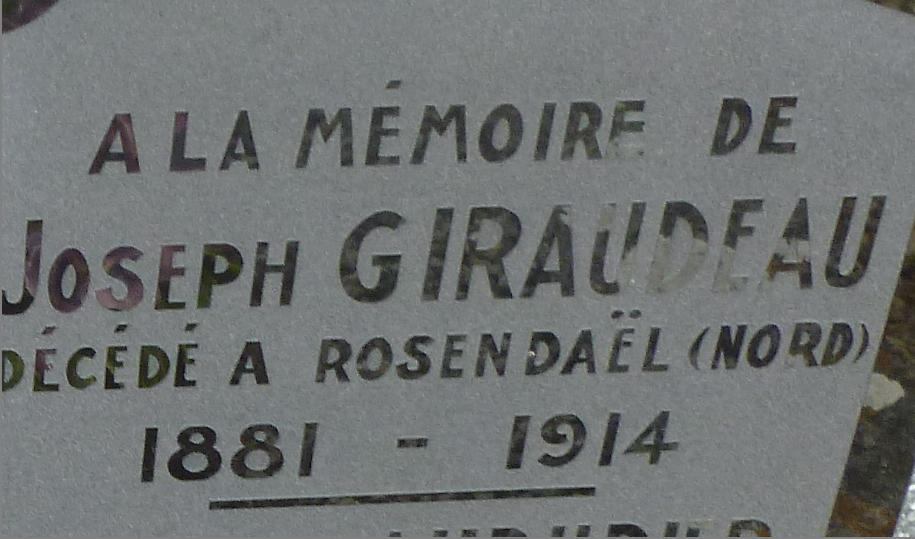 A LA MÉMOIRE DE
JOSEPH GIRAUDEAU
DÉCÉDÉ A ROSENDAËL (NORD)
1881 - 1914